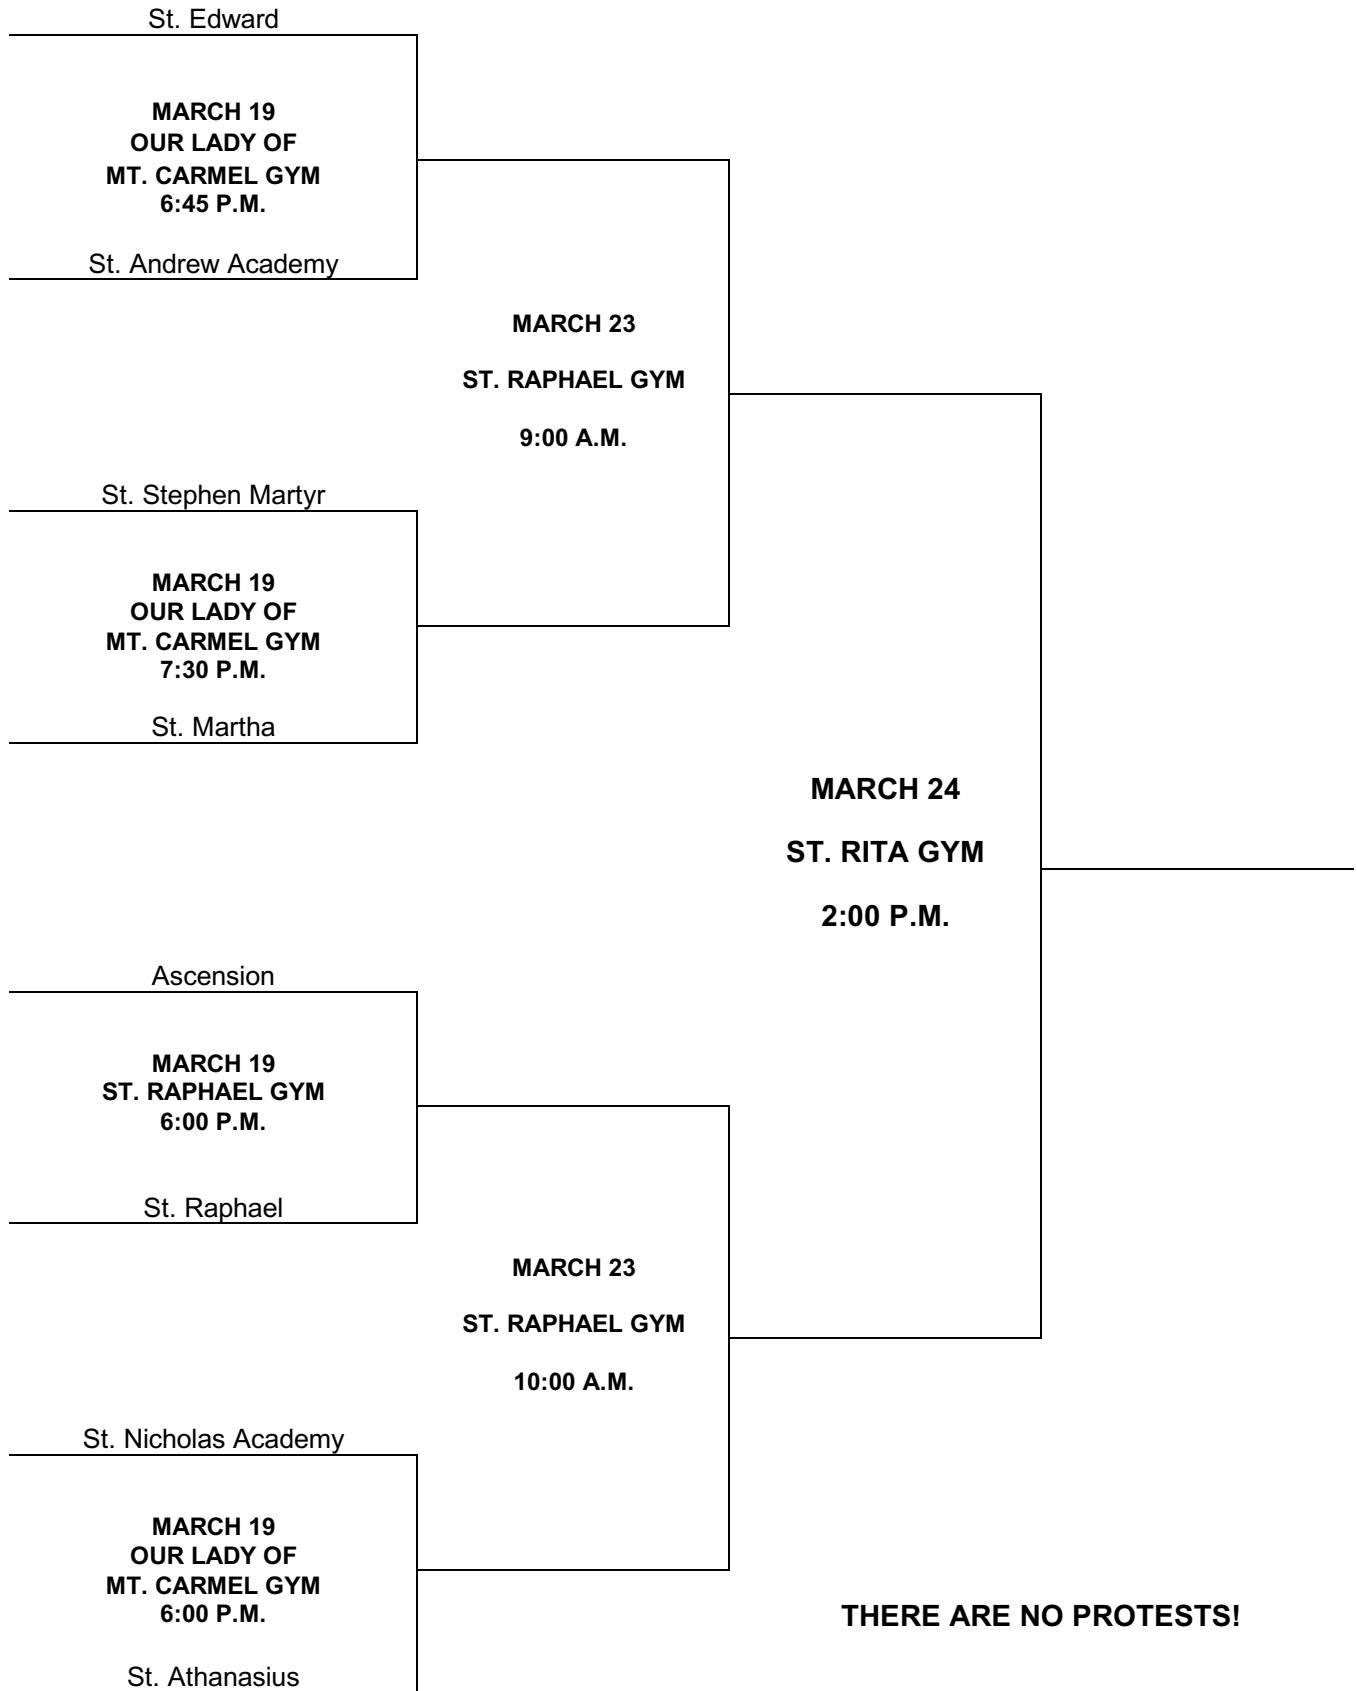 St. Edward
MARCH 19
OUR LADY OF
MT. CARMEL GYM
6:45 P.M.
St. Andrew Academy
MARCH 23
ST. RAPHAEL GYM
9:00 A.M.
St. Stephen Martyr
MARCH 19
OUR LADY OF
MT. CARMEL GYM
7:30 P.M.
St. Martha
MARCH 24
ST. RITA GYM
2:00 P.M.
Ascension
MARCH 19
ST. RAPHAEL GYM
6:00 P.M.
St. Raphael
MARCH 23
ST. RAPHAEL GYM
10:00 A.M.
St. Nicholas Academy
MARCH 19
OUR LADY OF
MT. CARMEL GYM
6:00 P.M.
THERE ARE NO PROTESTS!
St. Athanasius